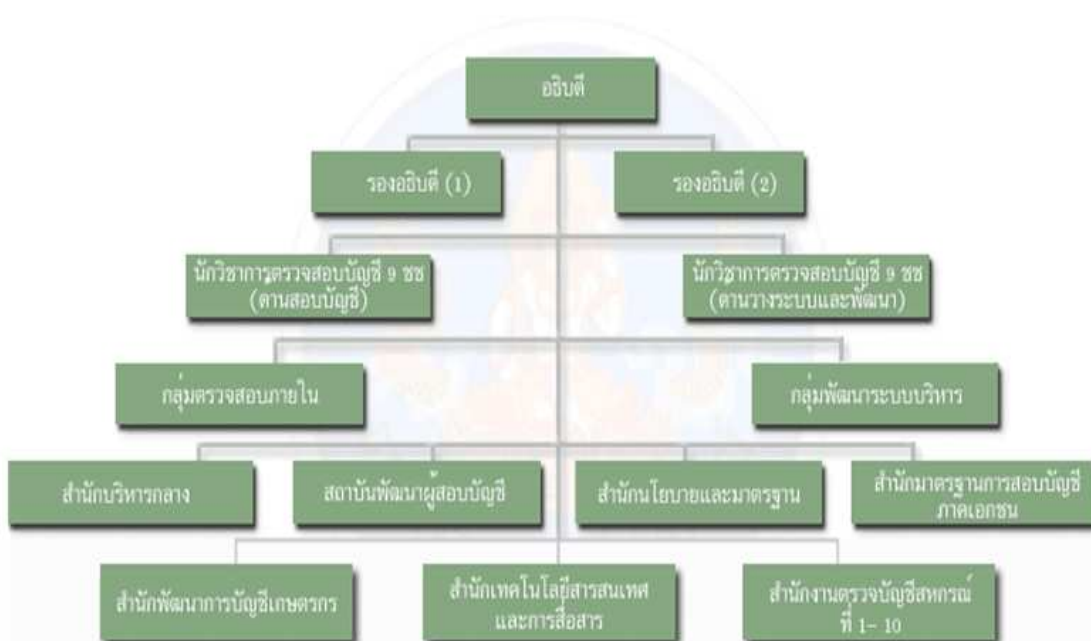 อธิบดี
รองอธิบดี (1)
รองอธิบดี (2)
นักวิชาการตรวจสอบบัญชี 9 ชช
(ด้านสอบบัญชี)
นักวิชาการตรวจสอบบัญชี 9 ชช
(ด้านวางระบบและพัฒนา)
กลุ่มตรวจสอบภายใน
กลุ่มพัฒนาระบบบริหาร
สำนักบริหารกลาง
สถาบันพัฒนาผู้สอบบัญชี
สำนักนโยบายและมาตรฐาน
สำนักมาตรฐานการสอบบัญชี
ภาคเอกชน
สำนักพัฒนาการบัญชีเกษตรกร
สำนักเทคโนโลยีสารสนเทศ
และการสื่อสาร
สำนักงานตรวจบัญชีสหกรณ์
ที่ 1- 10